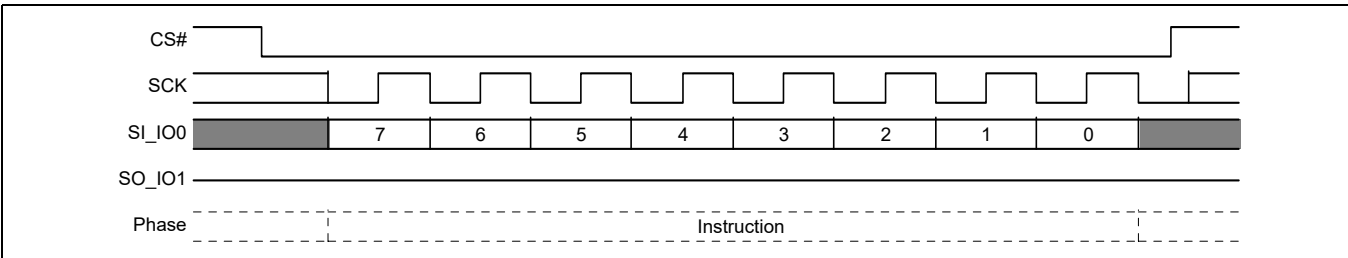 CS#
SCK
SI_IO0 7 6 5 4 3 2 1 0
SO_IO1
Phase Instruction